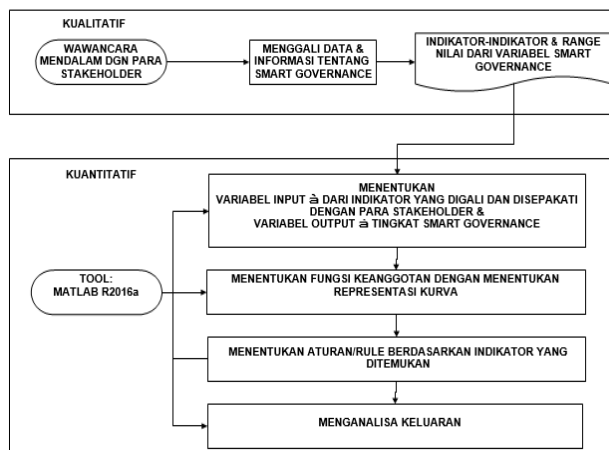 KUALITATIF
WAWANCARA
MENDALAM DGN PARA
STAKEHOLDER
MENGGALI DATA &
INFORMASI TENTANG
SMART GOVERNANCE
INDIKATOR-INDIKATOR & RANGE
NILAI DARI VARIABEL SMART
GOVERNANCE
KUANTITATIF
MENENTUKAN
VARIABEL INPUT à DARI INDIKATOR YANG DIGALI DAN DISEPAKATI
DENGAN PARA STAKEHOLDER &
VARIABEL OUTPUT à TINGKAT SMART GOVERNANCE
TOOL:
MATLAB R2016a
MENENTUKAN FUNGSI KEANGGOTAN DENGAN MENENTUKAN
REPRESENTASI KURVA
MENENTUKAN ATURAN/RULE BERDASARKAN INDIKATOR YANG
DITEMUKAN
MENGANALISA KELUARAN